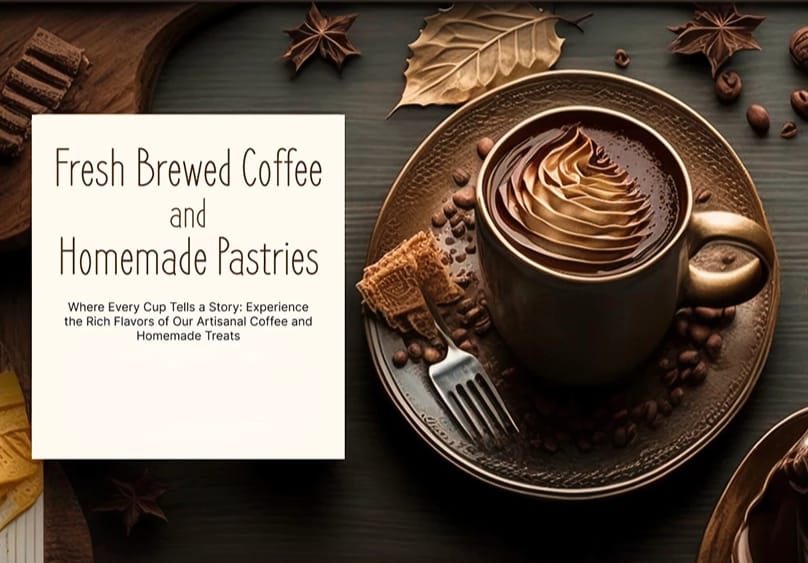 Fresh Brewed Coffee
and
Homemade Pastries
Where Every Cup Tells a Story: Experience
the Rich Flavors of Our Artisanal Coffee and
Homemade Treats